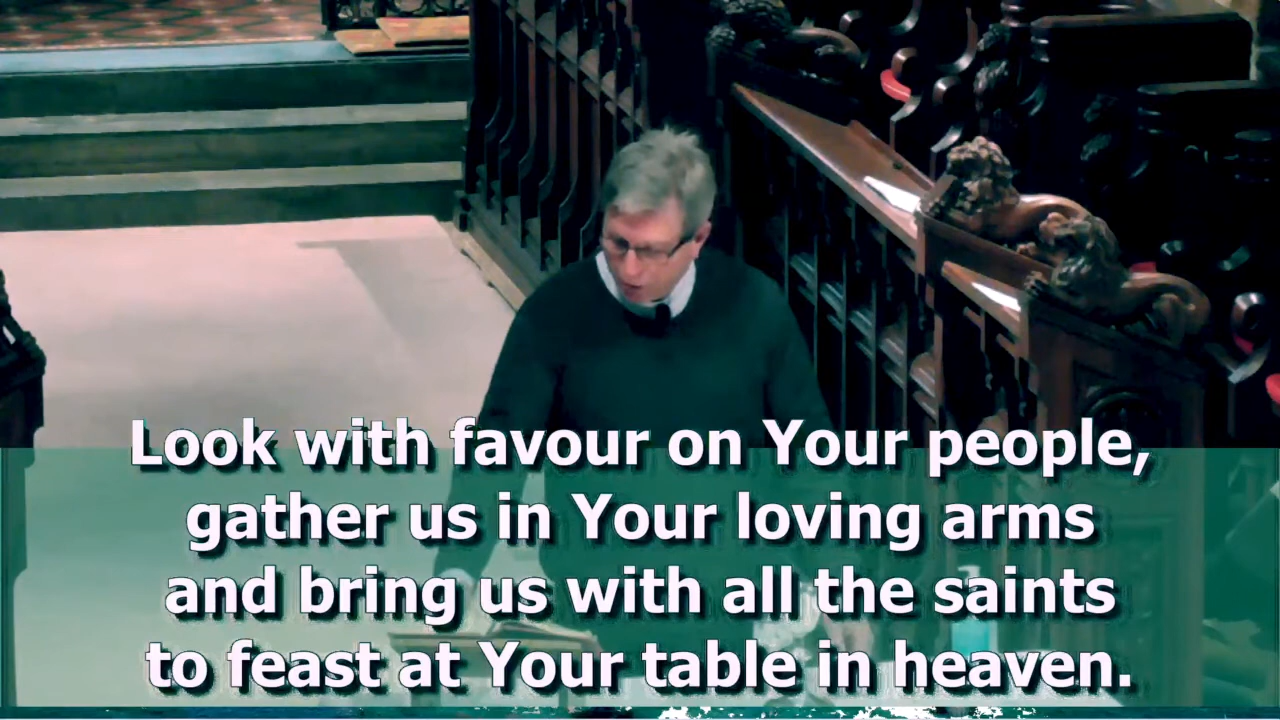 Look with favour on Your people,
gather us in Your loving arms
and bring us with all the saints
to feast at Your table in heaven.